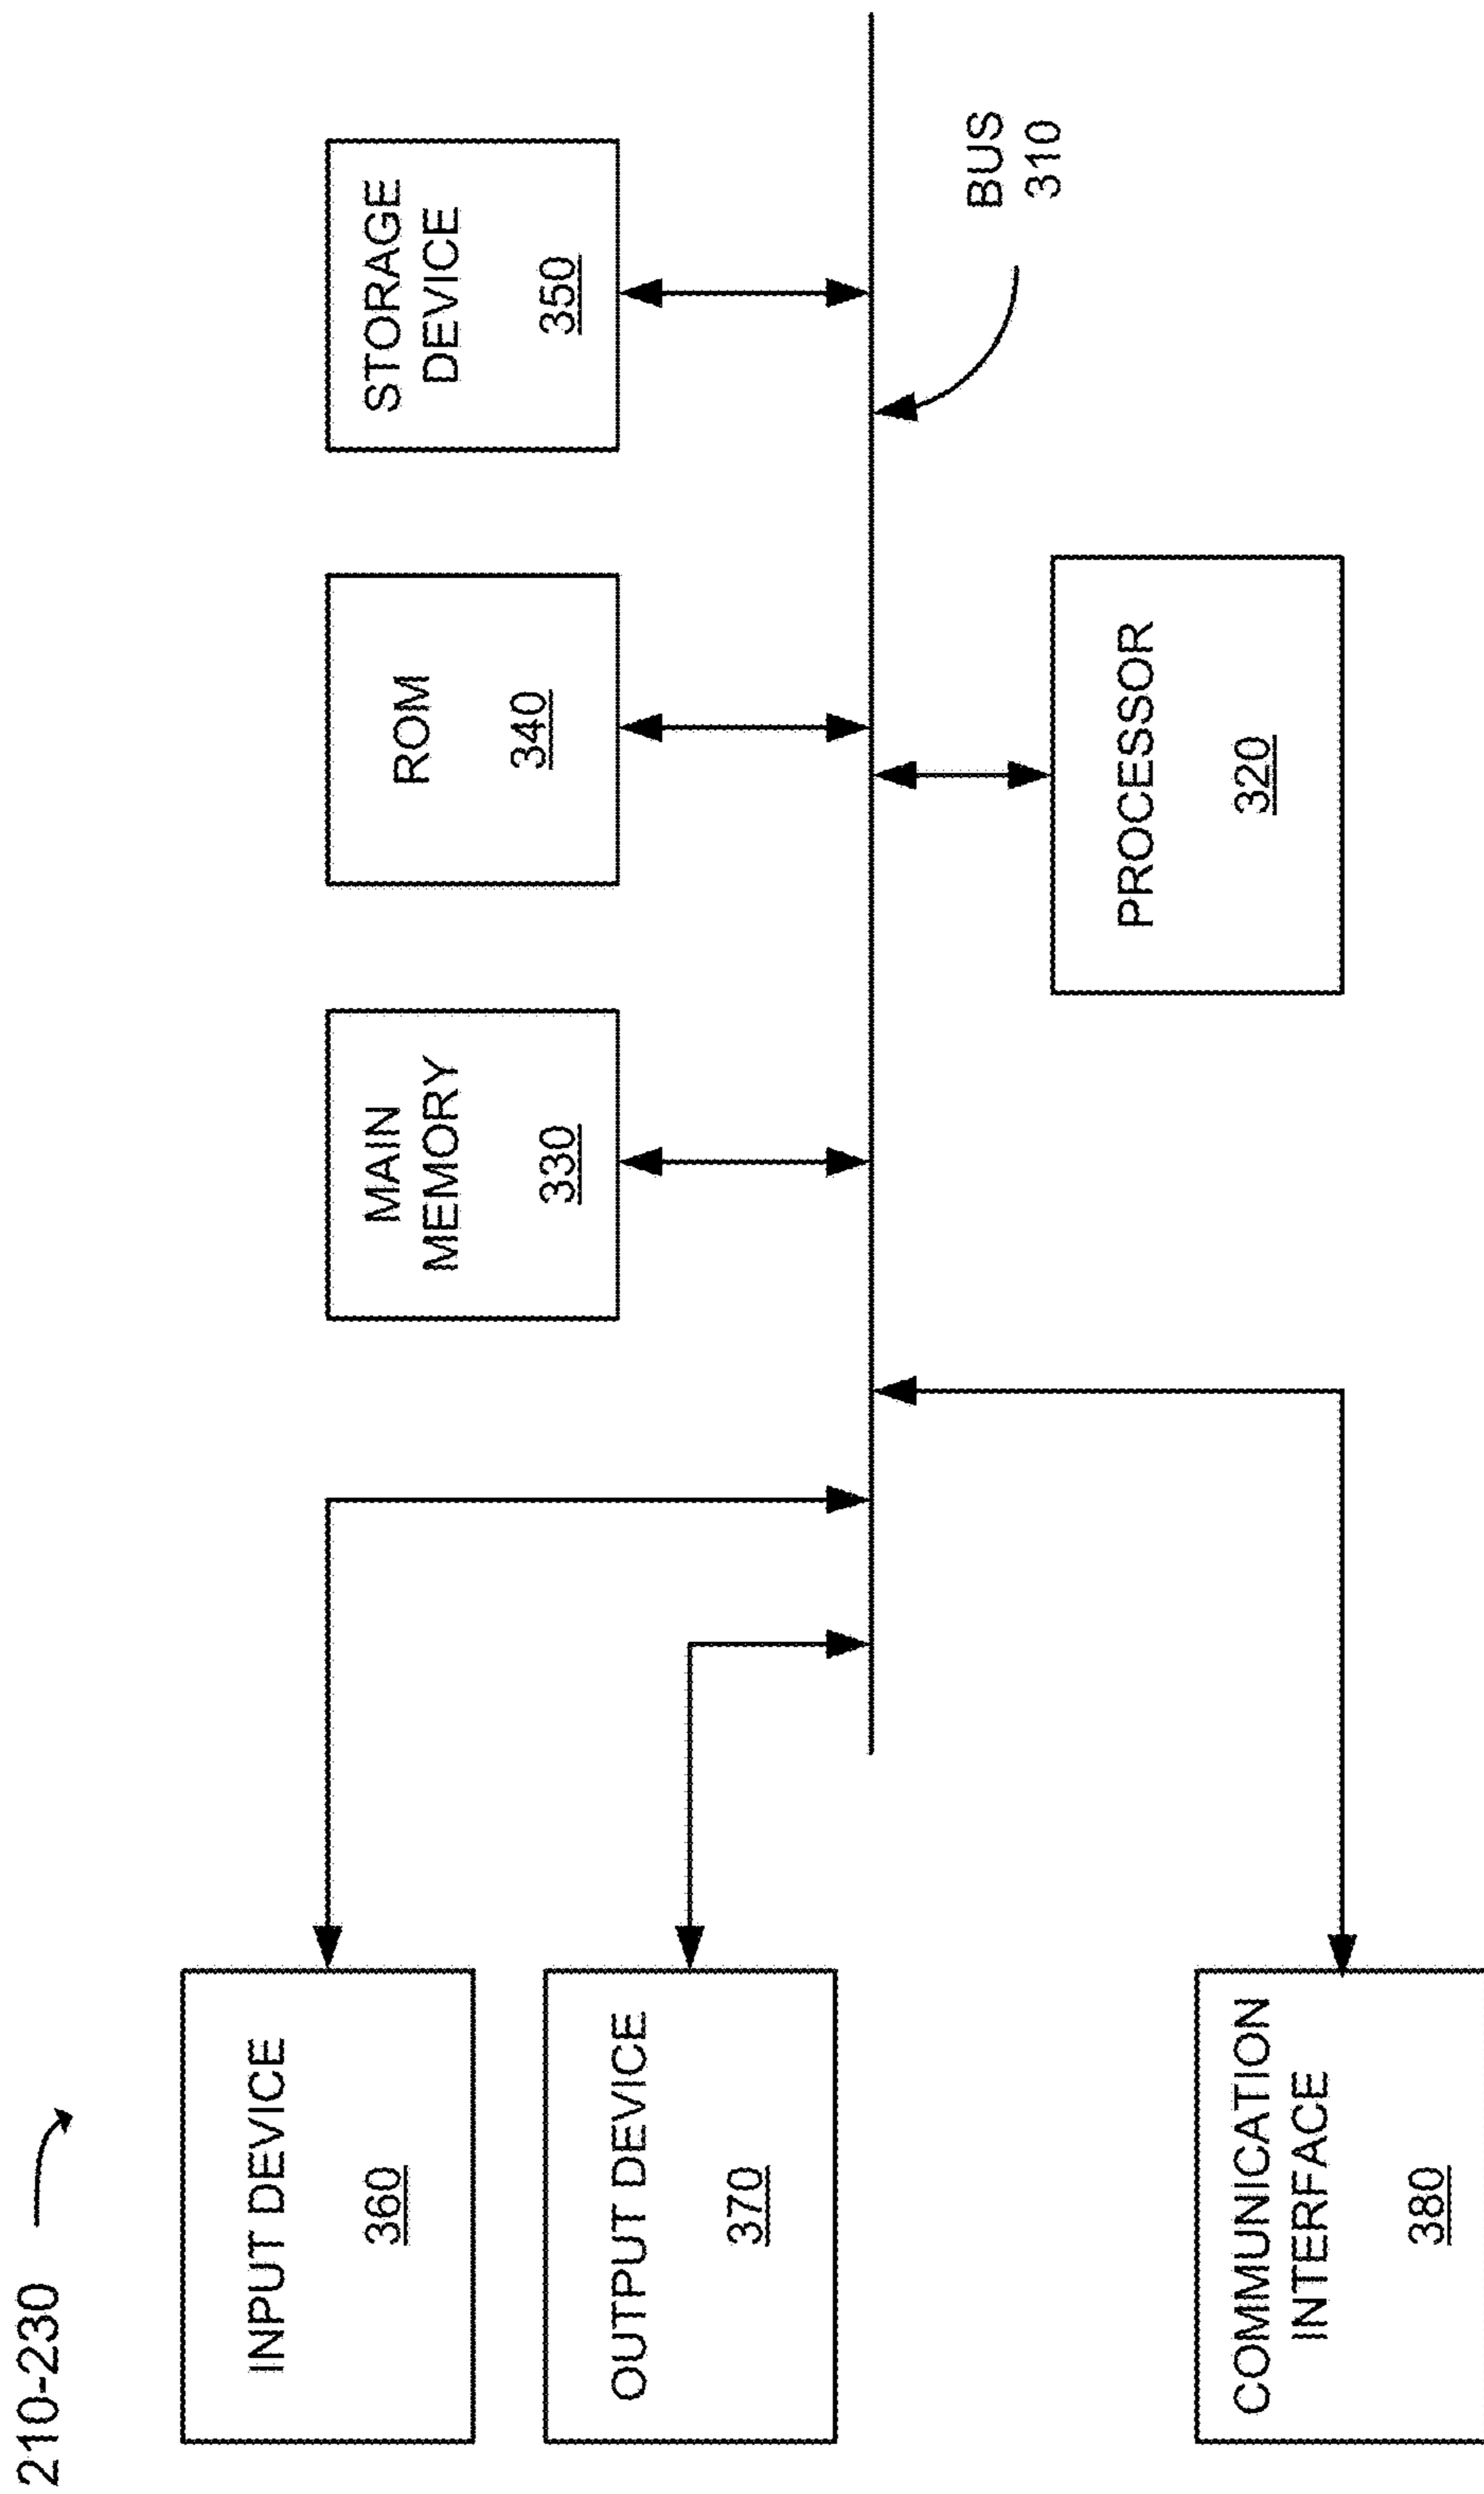 210-230
INPUT DEVICE
360
OUTPUT DEVICE
370
COMMUNICATION
INTERFACE
380
MAIN
MEMORY
330
ROM
340
STORAGE
DEVICE
350
PROCESSOR
320
BUS
310